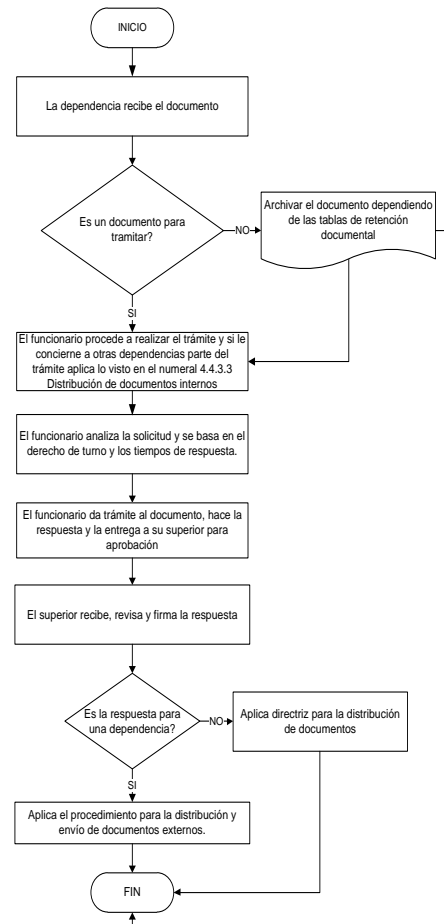 INICIO
La dependencia recibe el documento
Es un documento para
tramitar?
NO
Archivar el documento dependiendo
de las tablas de retención
documental
SI
El funcionario procede a realizar el trámite y si le
concierne a otras dependencias parte del
trámite aplica lo visto en el numeral 4.4.3.3
Distribución de documentos internos
El funcionario analiza la solicitud y se basa en el
derecho de turno y los tiempos de respuesta.
El funcionario da trámite al documento, hace la
respuesta y la entrega a su superior para
aprobación
El superior recibe, revisa y firma la respuesta
Es la respuesta para
una dependencia?
NO
Aplica directriz para la distribución
de documentos
SI
Aplica el procedimiento para la distribución y
envío de documentos externos.
FIN